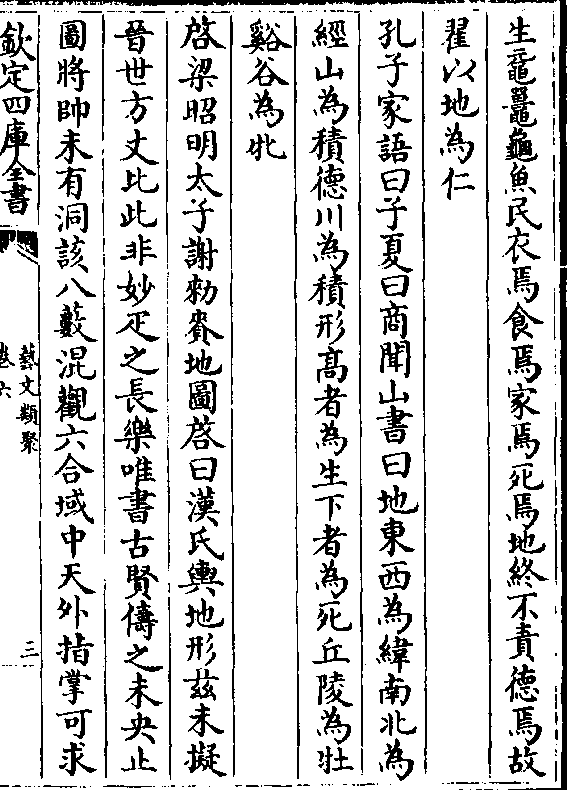 生黿鼉龜魚民衣焉食焉家焉死焉地終不責德焉故
翟以地為仁
孔子家語曰子夏曰商聞山書曰地東西為緯南北為
經山為積德川為積形髙者為生下者為死丘陵為牡
谿谷為牝
啓梁昭明太子謝勑賚地圖啓曰漢氏輿地形兹未擬
晉世方丈比此非妙疋之長樂唯書古賢儔之未央止
圖將帥未有洞該八藪混觀六合域中天外指掌可求
欽定四庫全書
藝文類聚
卷六
三